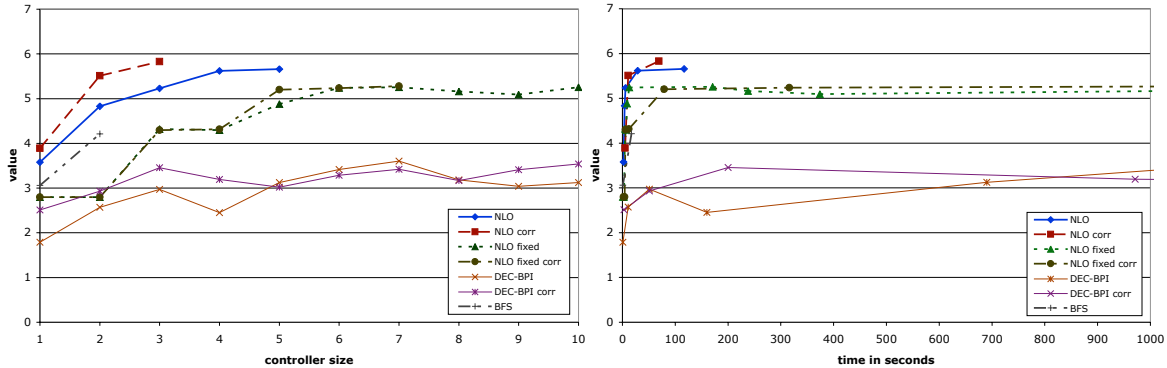 7
6
5
4
3
2
1
0
value
1 2 3 4 5 6 7 8 9 10
controller size
NLO
NLO corr
NLO fixed
NLO fixed corr
DEC-BPI
DEC-BPI corr
BFS
7
6
5
4
3
2
1
0
value
0 100 200 300 400 500 600 700 800 900 1000
time in seconds
NLO
NLO corr
NLO fixed
NLO fixed corr
DEC-BPI
DEC-BPI corr
BFS